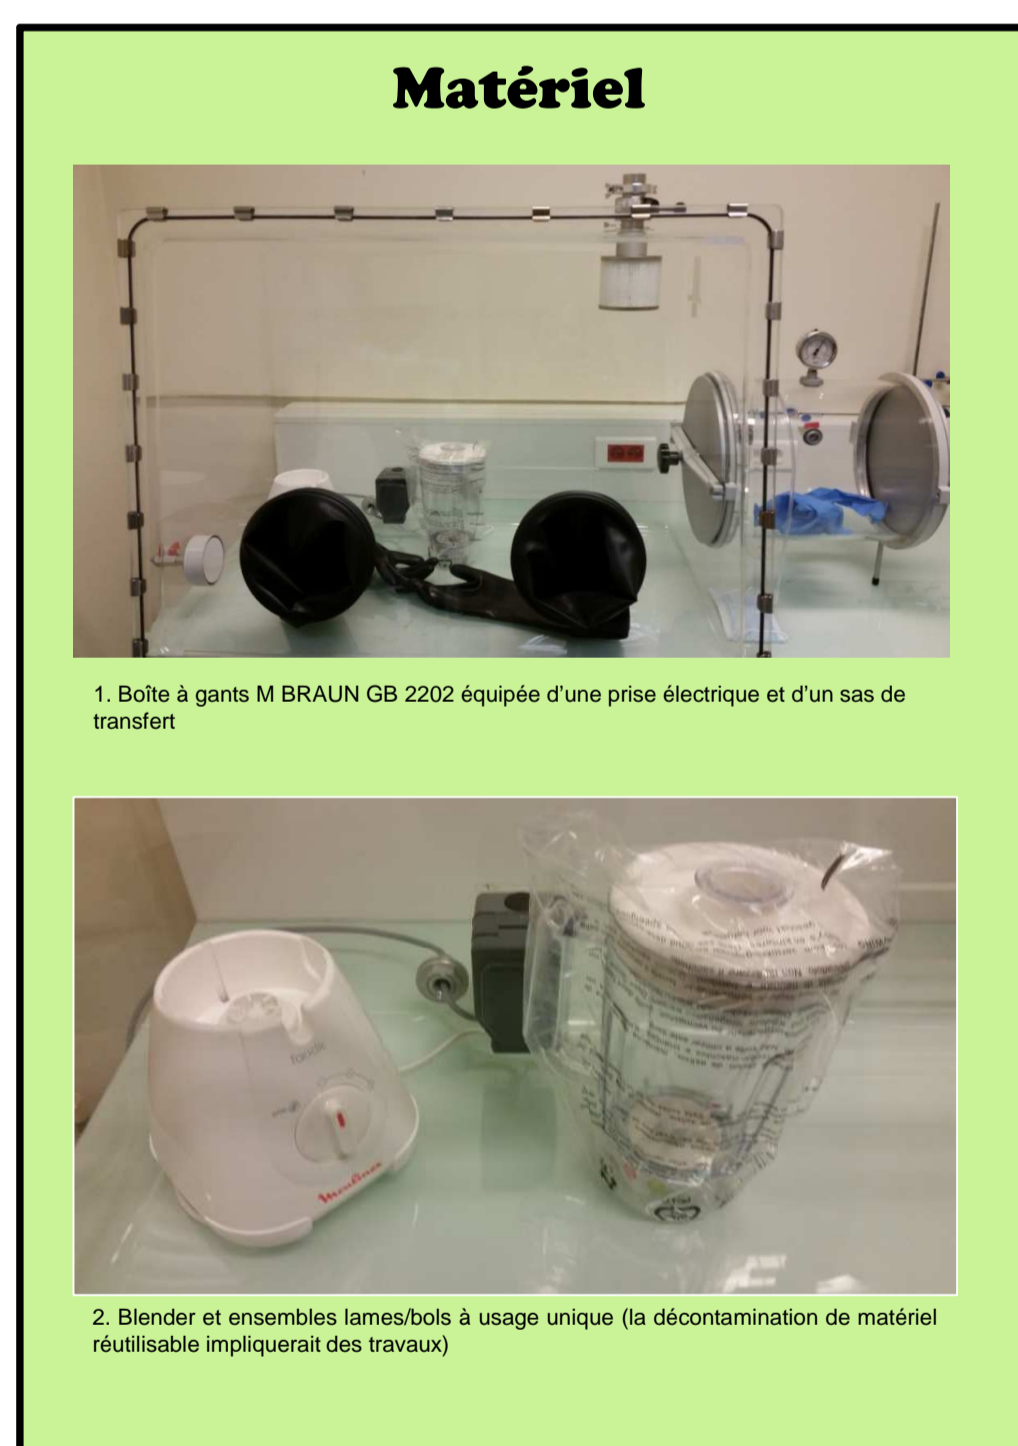 Matériel
1. Boîte à gants M BRAUN GB 2202 équipée d’une prise électrique et d’un sas de
transfert
Moulinex
2. Blender et ensembles lames/bols à usage unique (la décontamination de matériel
réutilisable impliquerait des travaux)